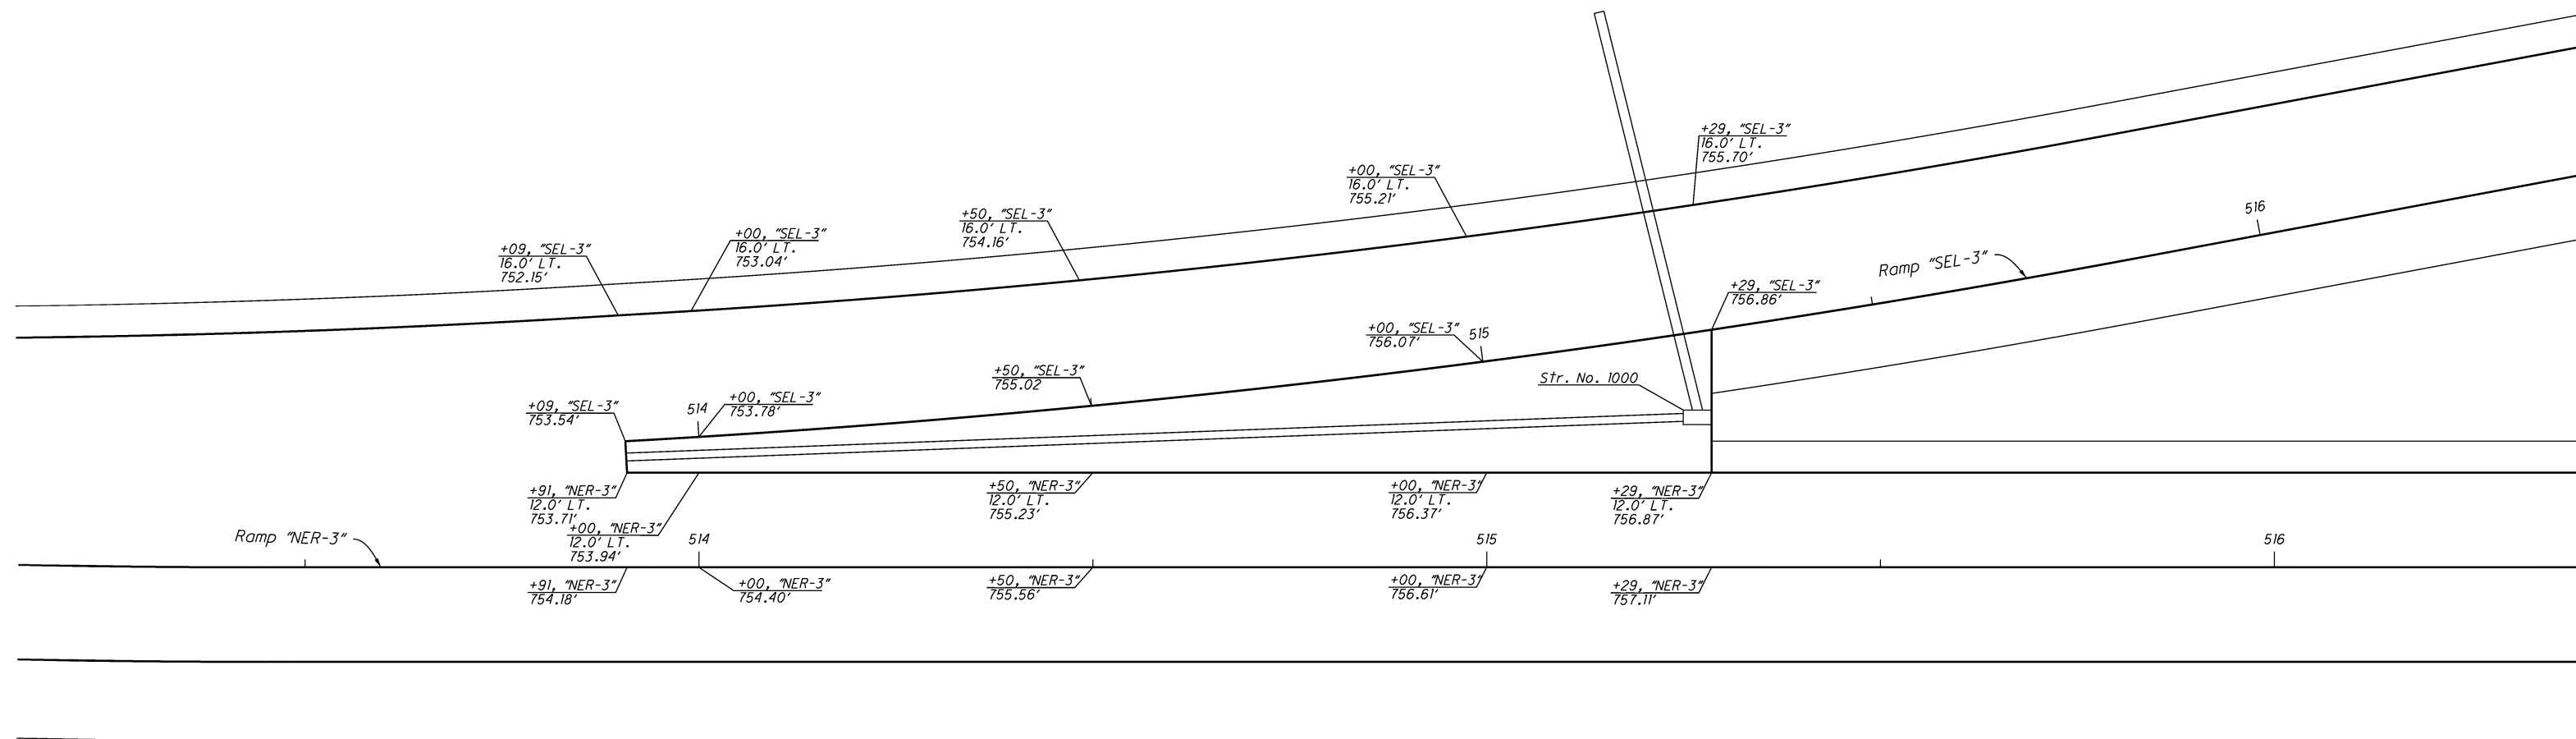 +29, "SEL-3"
16.0' LT.
755.70'
+00, "SEL-3"
16.0' LT.
755.21'
+50, "SEL-3"
16.0' LT.
754.16'
+00, "SEL-3"
16.0' LT.
753.04'
+09, "SEL-3"
16.0' LT.
752.15'
516
Ramp "SEL-3"
+29, "SEL-3"
756.86'
+00, "SEL-3"
756.07'
515
Str. No. 1000
+50, "SEL-3"
755.02
+00, "SEL-3"
753.78'
514
+09, "SEL-3"
753.54'
+91, "NER-3"
12.0' LT.
753.71'
+00, "NER-3"
12.0' LT.
753.94'
+50, "NER-3"
12.0' LT.
755.23'
+00, "NER-3"
12.0' LT.
756.37'
+29, "NER-3"
12.0' LT.
756.87'
Ramp "NER-3"
514
515
516
+91, "NER-3"
754.18'
+00, "NER-3"
754.40'
+50, "NER-3"
755.56'
+00, "NER-3"
756.61'
+29, "NER-3"
757.11'